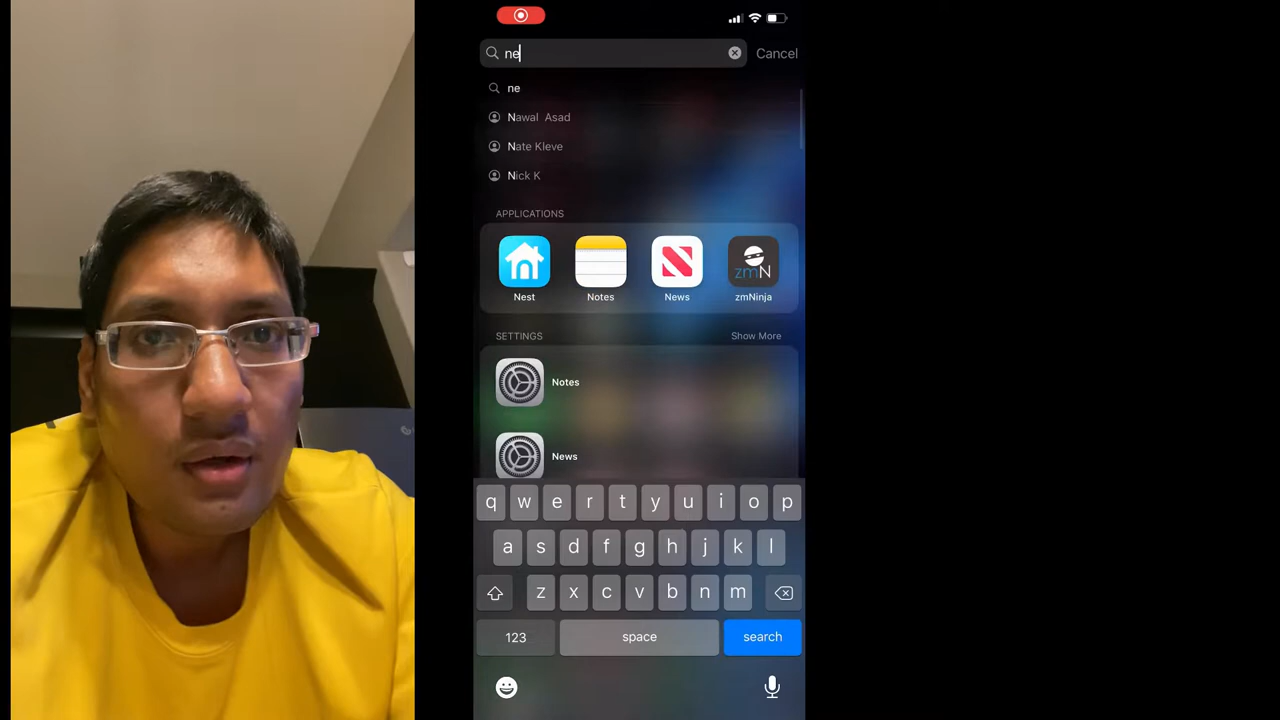 ne
Cancel
ne
Nawal Asad
Nate Kleve
Nick K
APPLICATIONS
zmN
Nest Notes News zmNinja
SETTINGS Show More
Notes
News
q w e r t y u i o p
a s d f g h j k l
z x c v b n m
123 space search